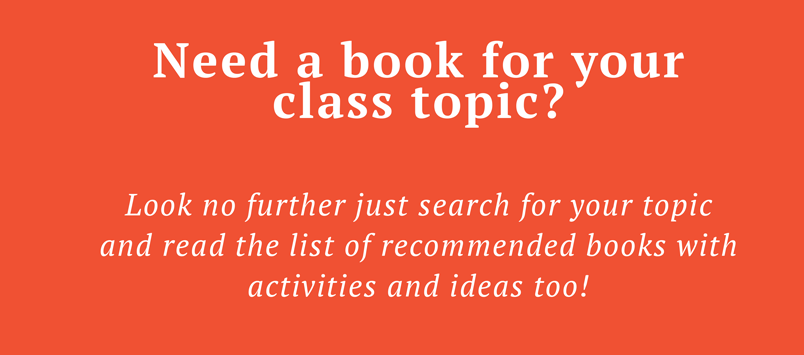 Need a book for your
class topic?
Look no further just search for your topic
and read the list of recommended books with
activities and ideas too!